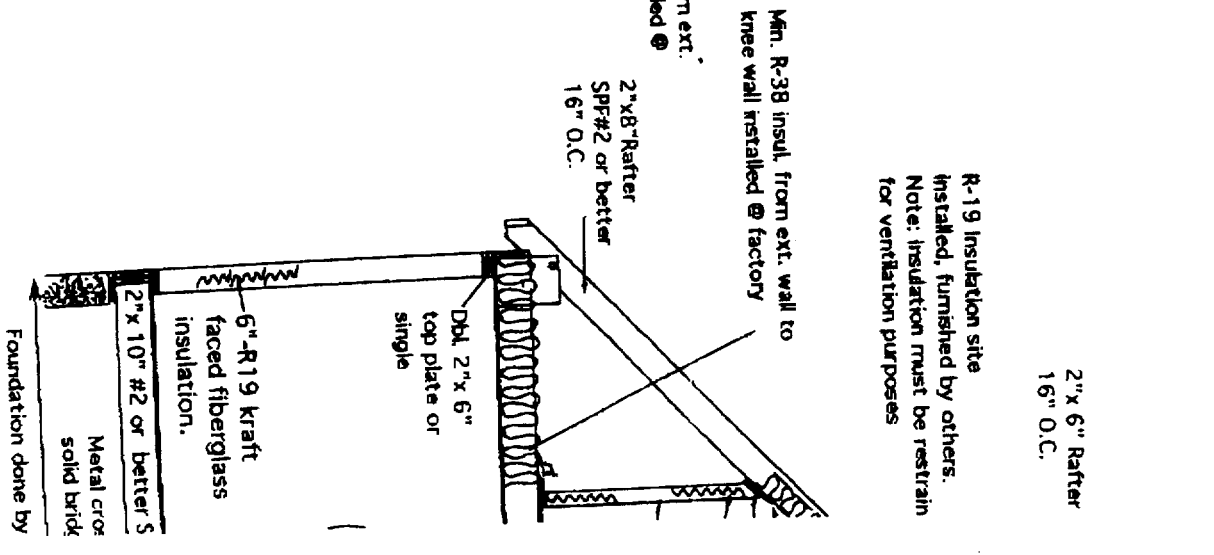 2"x 6" Rafter
16" O.C.
R-19 Insulation site
installed, furnished by others.
Note: insulation must be restrain
for ventilation purposes
Min. R-38 insul. from ext. wall to
knee wall installed @ factory
m ext.
led @
2"x8"Rafter
SPF#2 or better
16" O.C.
Dbl. 2"x 6"
top plate or
single
6"-R19 kraft
faced fiberglass
insulation.
2"x 10" #2 or better S
Metal cros
solid bridg
Foundation done by